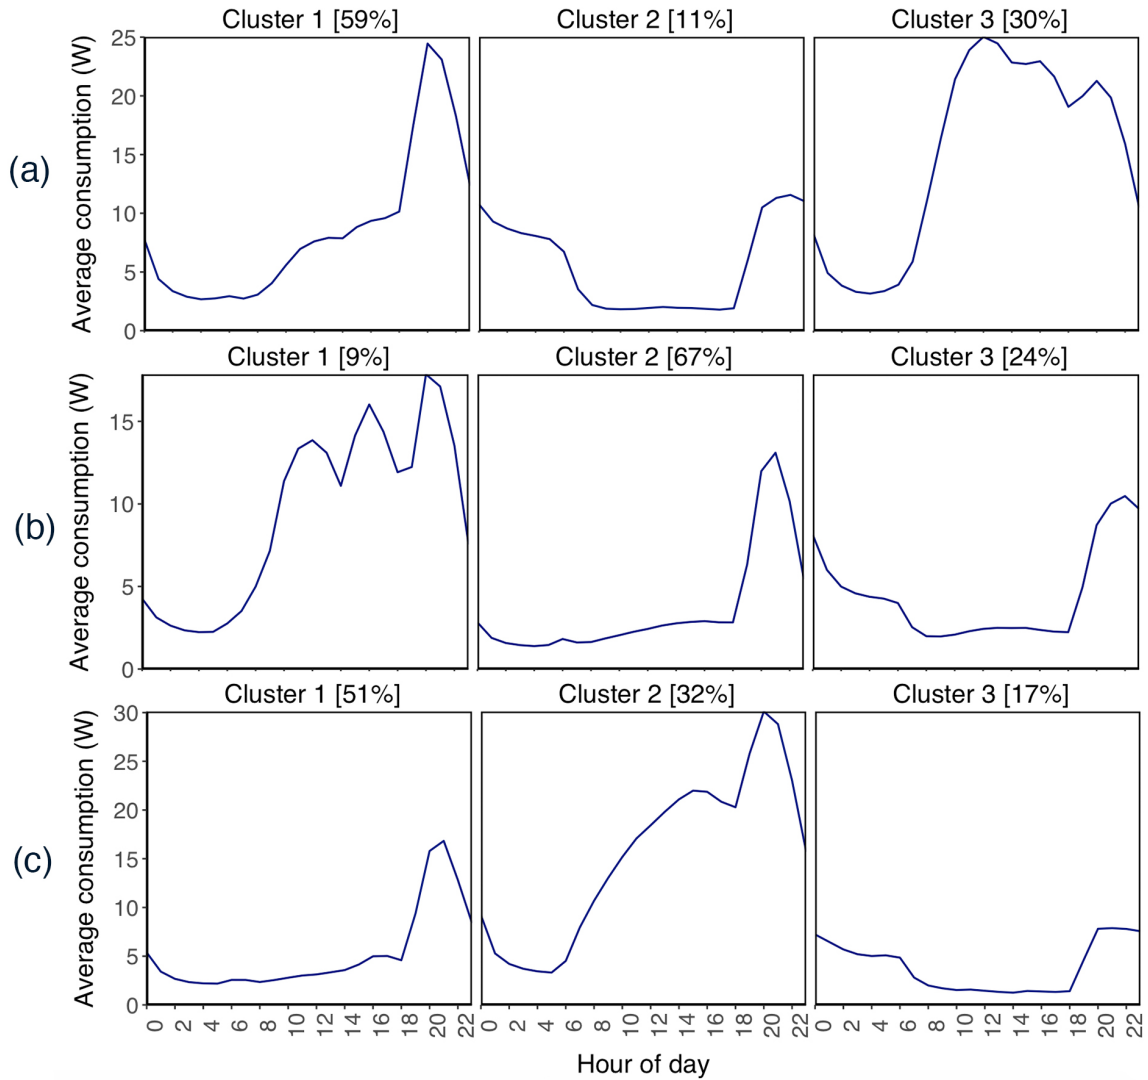 Cluster 1 [59%] Cluster 2 [11%] Cluster 3 [30%]
(a)
Average consumption (W)
25
20
15
10
5
0
Cluster 1 [9%] Cluster 2 [67%] Cluster 3 [24%]
(b)
Average consumption (W)
15
10
5
0
Cluster 1 [51%] Cluster 2 [32%] Cluster 3 [17%]
(c)
Average consumption (W)
30
25
20
15
10
5
0
0 2 4 6 8 10 12 14 16 18 20 22 0 2 4 6 8 10 12 14 16 18 20 22 0 2 4 6 8 10 12 14 16 18 20 22
Hour of day